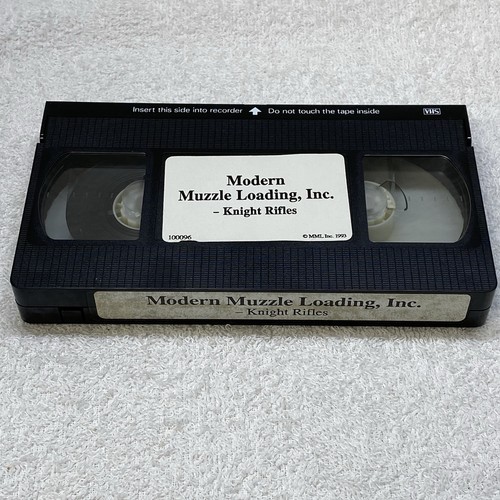 Insert this side into recorder Do not touch the tape inside
VHS
Modern
Muzzle Loading, Inc.
– Knight Rifles
100096 © MML Inc. 1993
Modern Muzzle Loading, Inc.
– Knight Rifles